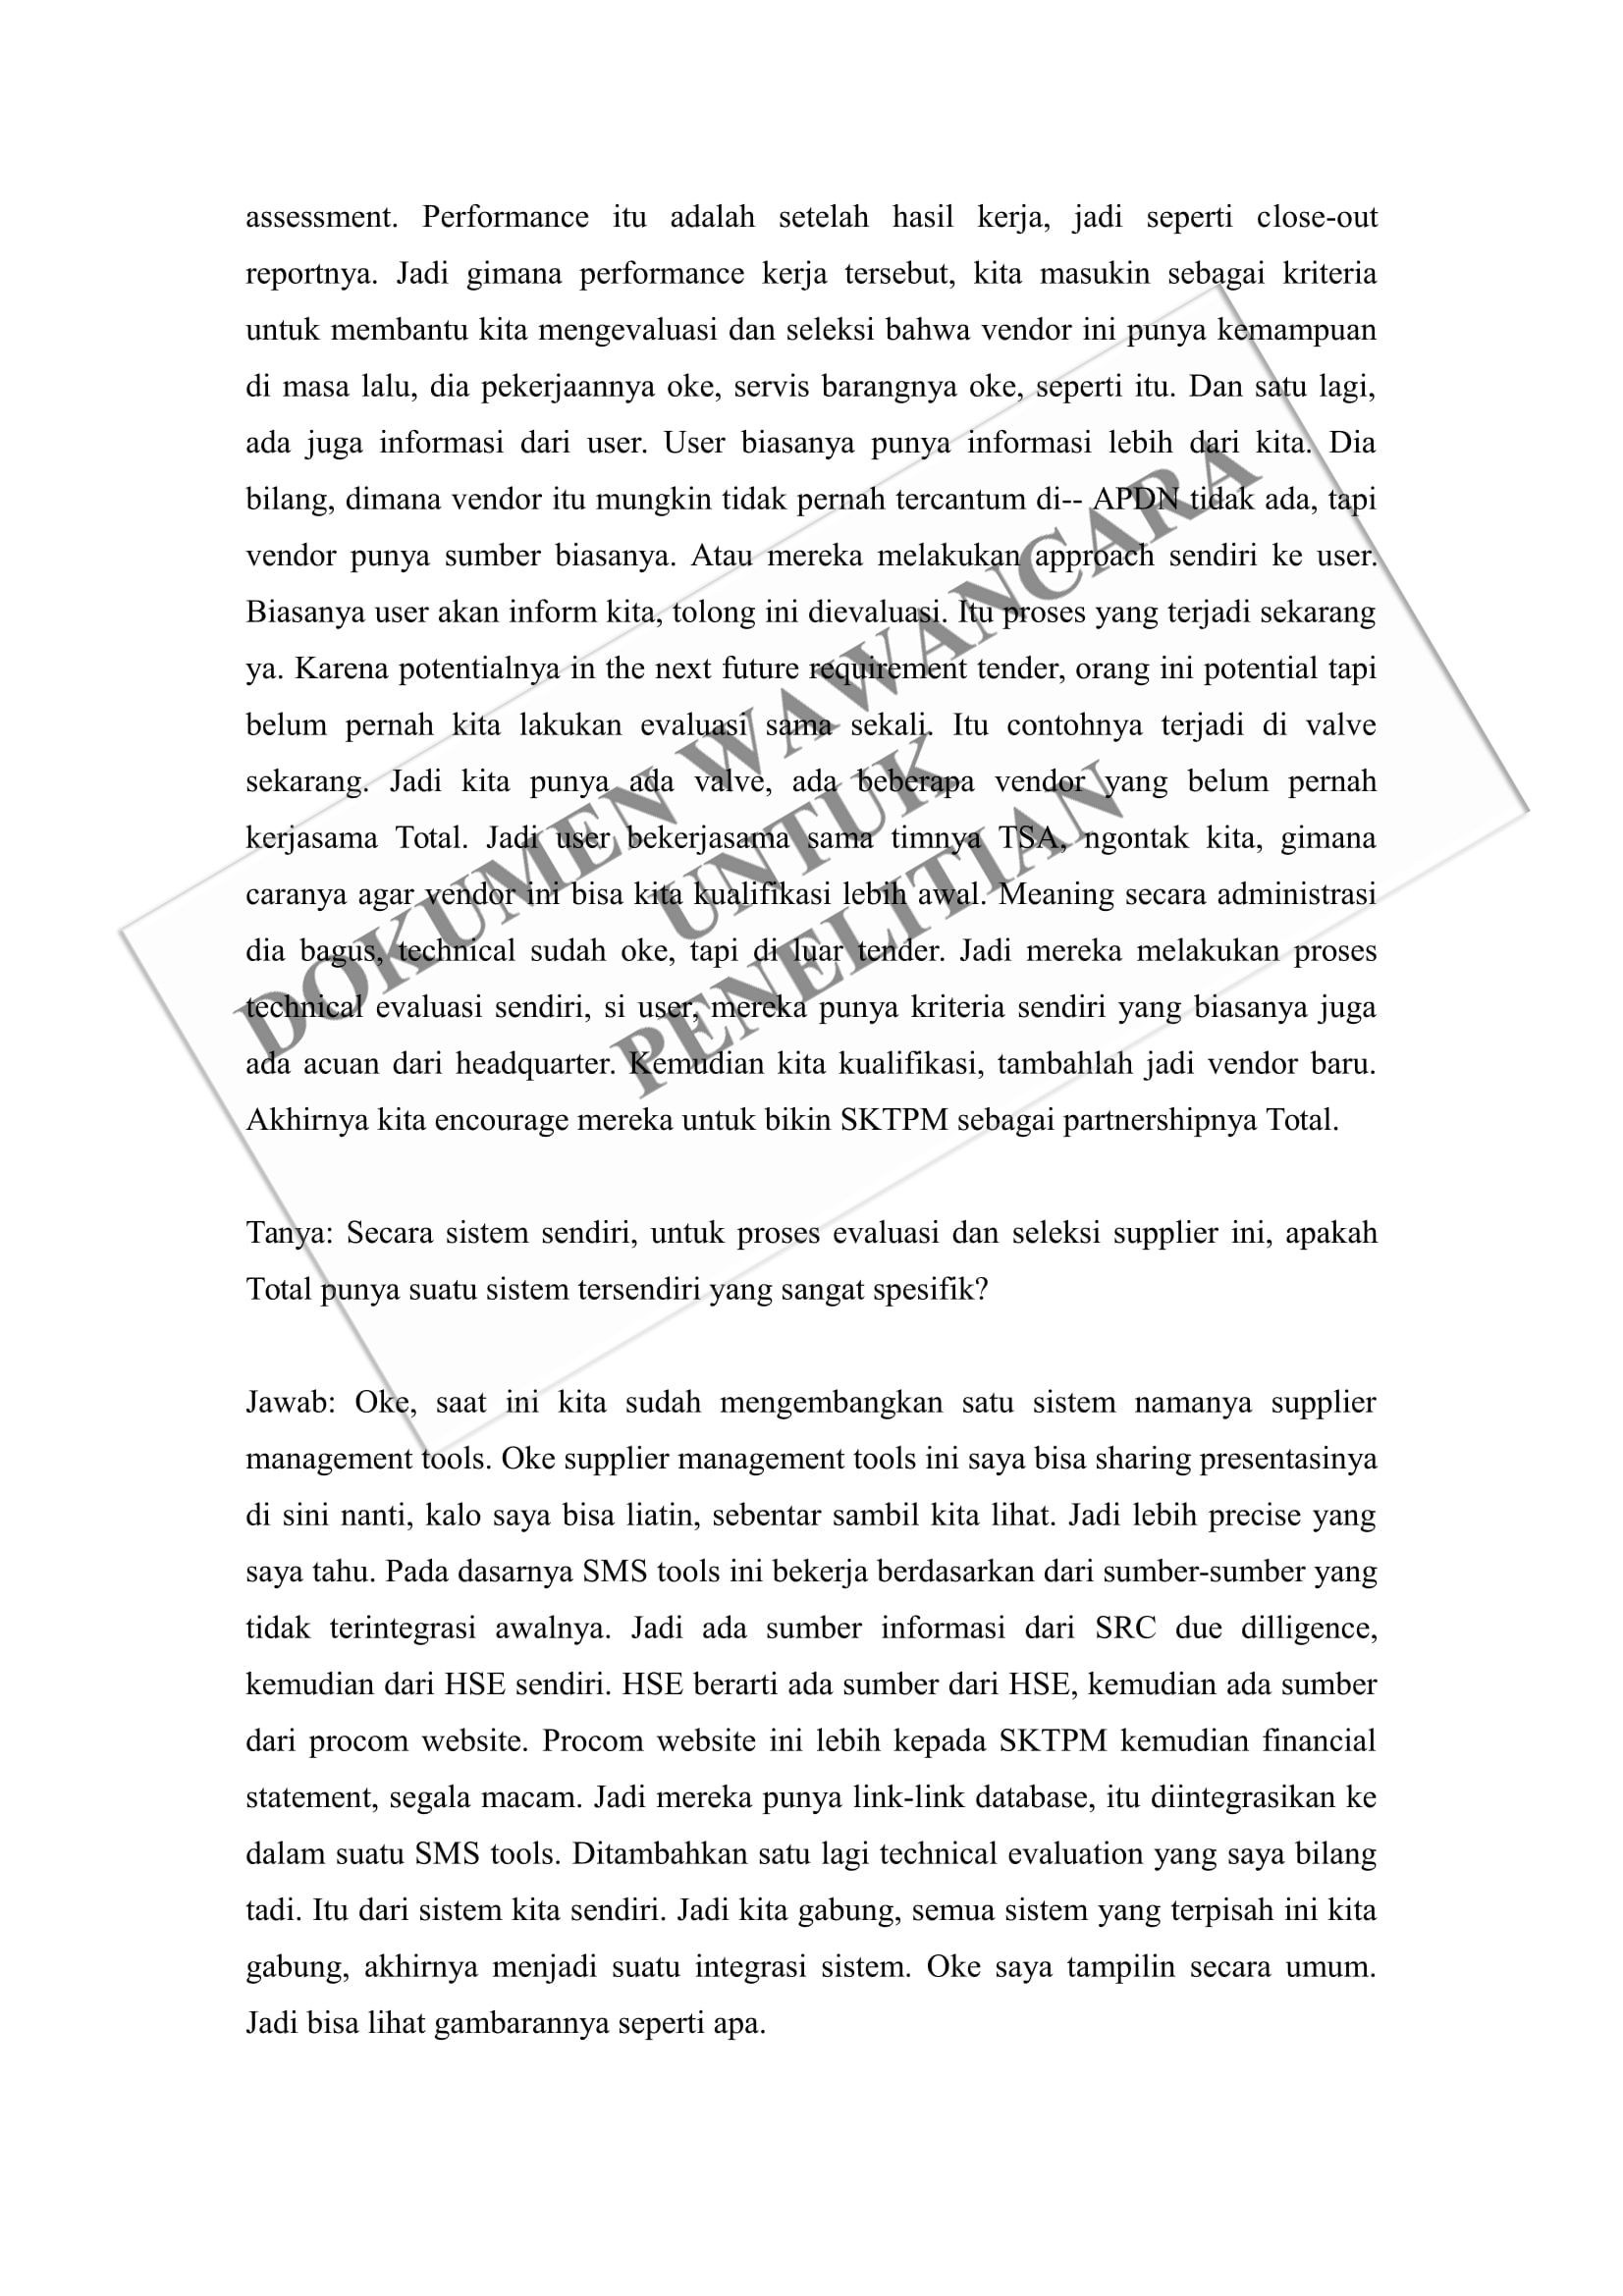 assessment. Performance itu adalah setelah hasil kerja, jadi seperti close-out
reportnya. Jadi gimana performance kerja tersebut, kita masukin sebagai kriteria
untuk membantu kita mengevaluasi dan seleksi bahwa vendor ini punya kemampuan
di masa lalu, dia pekerjaannya oke, servis barangnya oke, seperti itu. Dan satu lagi,
ada juga informasi dari user. User biasanya punya informasi lebih dari kita. Dia
bilang, dimana vendor itu mungkin tidak pernah tercantum di-- APDN tidak ada, tapi
vendor punya sumber biasanya. Atau mereka melakukan approach sendiri ke user.
Biasanya user akan inform kita, tolong ini dievaluasi. Itu proses yang terjadi sekarang
ya. Karena potentialnya in the next future requirement tender, orang ini potential tapi
belum pernah kita lakukan evaluasi sama sekali. Itu contohnya terjadi di valve
sekarang. Jadi kita punya ada valve, ada beberapa vendor yang belum pernah
kerjasama Total. Jadi user bekerjasama sama timnya TSA, ngontak kita, gimana
caranya agar vendor ini bisa kita kualifikasi lebih awal. Meaning secara administrasi
dia bagus, technical sudah oke, tapi di luar tender. Jadi mereka melakukan proses
technical evaluasi sendiri, si user, mereka punya kriteria sendiri yang biasanya juga
ada acuan dari headquarter. Kemudian kita kualifikasi, tambahlah jadi vendor baru.
Akhirnya kita encourage mereka untuk bikin SKTPM sebagai partnershipnya Total.
Tanya: Secara sistem sendiri, untuk proses evaluasi dan seleksi supplier ini, apakah
Total punya suatu sistem tersendiri yang sangat spesifik?
Jawab: Oke, saat ini kita sudah mengembangkan satu sistem namanya supplier
management tools. Oke supplier management tools ini saya bisa sharing presentasinya
di sini nanti, kalo saya bisa liatin, sebentar sambil kita lihat. Jadi lebih precise yang
saya tahu. Pada dasarnya SMS tools ini bekerja berdasarkan dari sumber-sumber yang
tidak terintegrasi awalnya. Jadi ada sumber informasi dari SRC due dilligence,
kemudian dari HSE sendiri. HSE berarti ada sumber dari HSE, kemudian ada sumber
dari procom website. Procom website ini lebih kepada SKTPM kemudian financial
statement, segala macam. Jadi mereka punya link-link database, itu diintegrasikan ke
dalam suatu SMS tools. Ditambahkan satu lagi technical evaluation yang saya bilang
tadi. Itu dari sistem kita sendiri. Jadi kita gabung, semua sistem yang terpisah ini kita
gabung, akhirnya menjadi suatu integrasi sistem. Oke saya tampilin secara umum.
Jadi bisa lihat gambarannya seperti apa.
DOKUMEN WAWANCARA
UNTUK
PENELITIAN